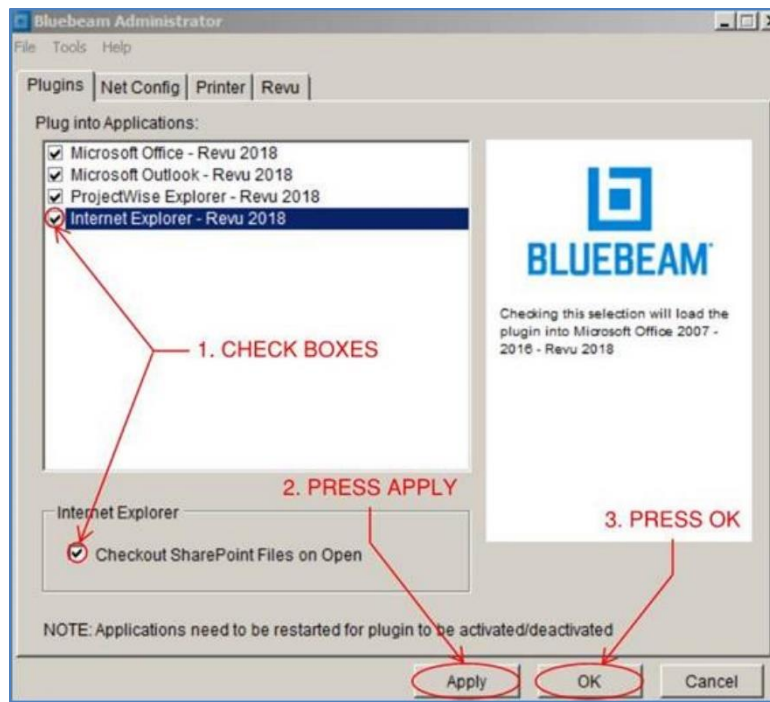 Bluebeam Administrator
File Tools Help
Plugins Net Config Printer Revu
Plug into Applications:
Microsoft Office - Revu 2018
Microsoft Outlook - Revu 2018
ProjectWise Explorer - Revu 2018
Internet Explorer - Revu 2018
BLUEBEAM
Checking this selection will load the
plugin into Microsoft Office 2007 -
2016 - Revu 2018
1. CHECK BOXES
2. PRESS APPLY
3. PRESS OK
Internet Explorer
Checkout SharePoint Files on Open
NOTE: Applications need to be restarted for plugin to be activated/deactivated
Apply OK Cancel